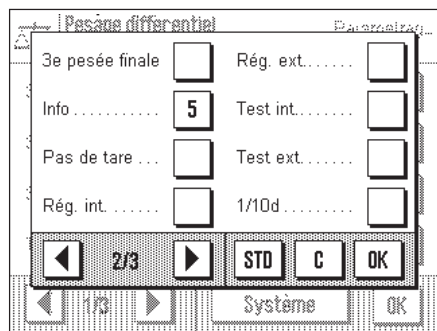 Pesage différentiel
Paramétrag...
3e pesée finale
Rég. ext.......
Info ........... 5
Test int.......
Pas de tare ...
Test ext.......
Rég. int. .......
1/10d .........
2/3
STD C OK
1/3
Système
OK